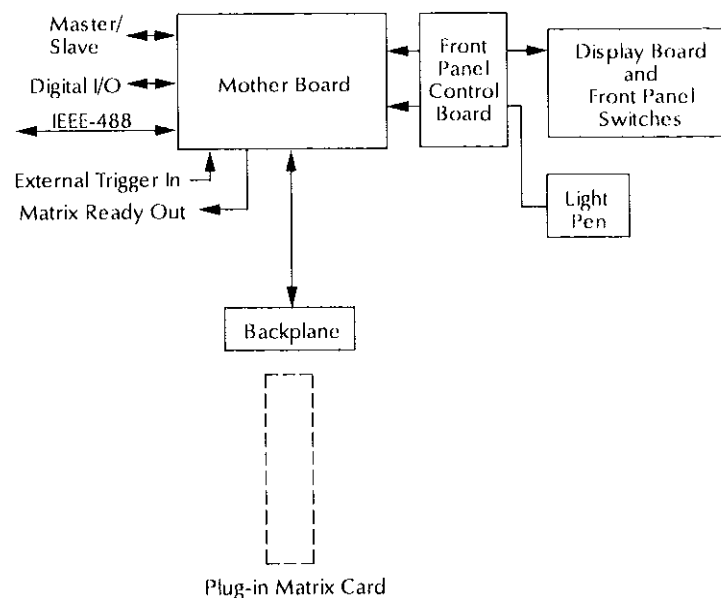 Master/
Slave
Digital I/O
IEEE-488
External Trigger In
Matrix Ready Out
Mother Board
Front
Panel
Control
Board
Display Board
and
Front Panel
Switches
Light
Pen
Backplane
Plug-in Matrix Card